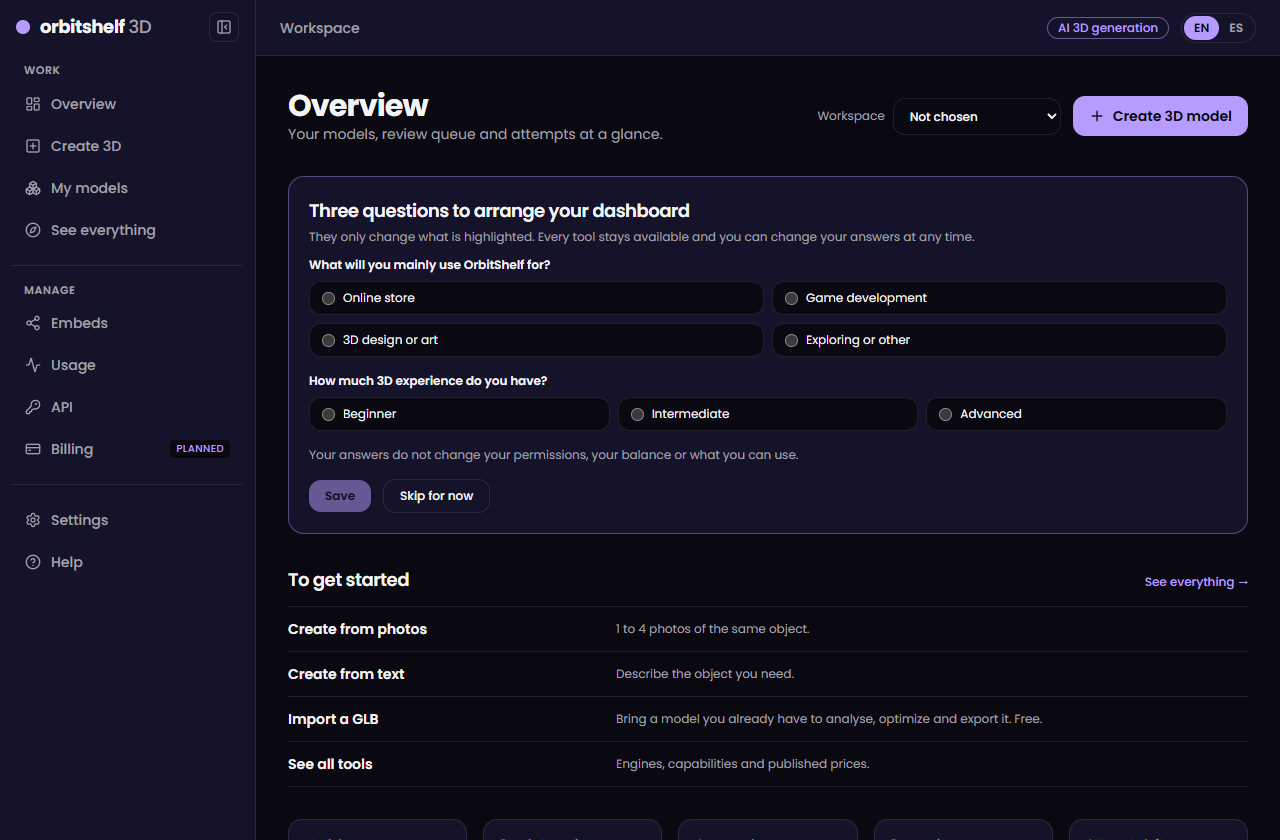 orbitshelf 3D
WORK
Overview
Create 3D
My models
See everything
MANAGE
Embeds
Usage
API
Billing PLANNED
Settings
Help
Workspace
AI 3D generation
EN ES
Overview
Your models, review queue and attempts at a glance.
Workspace Not chosen
+ Create 3D model
Three questions to arrange your dashboard
They only change what is highlighted. Every tool stays available and you can change your answers at any time.
What will you mainly use OrbitShelf for?
Online store
Game development
3D design or art
Exploring or other
How much 3D experience do you have?
Beginner
Intermediate
Advanced
Your answers do not change your permissions, your balance or what you can use.
Save
Skip for now
To get started
See everything →
Create from photos
1 to 4 photos of the same object.
Create from text
Describe the object you need.
Import a GLB
Bring a model you already have to analyse, optimize and export it. Free.
See all tools
Engines, capabilities and published prices.